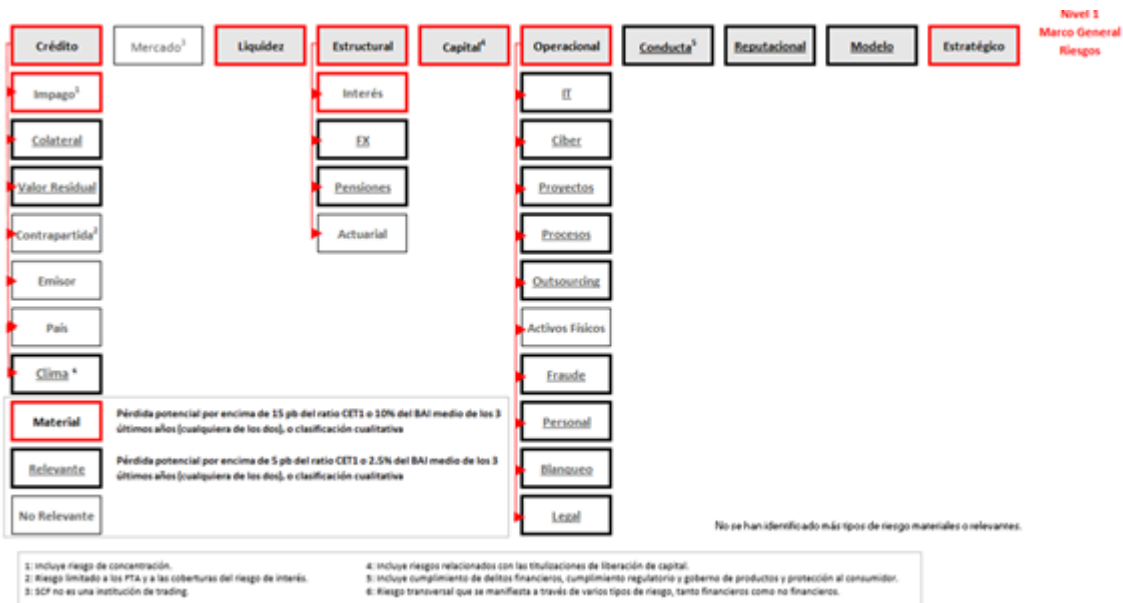 Nivel 1
Marco General
Riesgos
Crédito
Mercado³
Liquidez
Estructural
Capital⁴
Operacional
Conducta⁵
Reputacional
Modelo
Estratégico
Impago¹
Interés
IT
Colateral
FX
Ciber
Valor Residual
Pensiones
Proyectos
Contrapartida²
Actuarial
Procesos
Emisor
Outsourcing
País
Activos Físicos
Clima ⁶
Fraude
Material
Pérdida potencial por encima de 15 pb del ratio CET1 o 10% del BAI medio de los 3
últimos años (cualquiera de los dos), o clasificación cualitativa
Personal
Relevante
Pérdida potencial por encima de 5 pb del ratio CET1 o 2.5% del BAI medio de los 3
últimos años (cualquiera de los dos), o clasificación cualitativa
Blanqueo
No Relevante
Legal
No se han identificado más tipos de riesgo materiales o relevantes.
1: Incluye riesgo de concentración.
2: Riesgo limitado a los FTA y a las coberturas del riesgo de interés.
3: SCF no es una institución de trading.
4: Incluye riesgos relacionados con las titulizaciones de liberación de capital.
5: Incluye cumplimiento de delitos financieros, cumplimiento regulatorio y gobierno de productos y protección al consumidor.
6: Riesgo transversal que se manifiesta a través de varios tipos de riesgo, tanto financieros como no financieros.